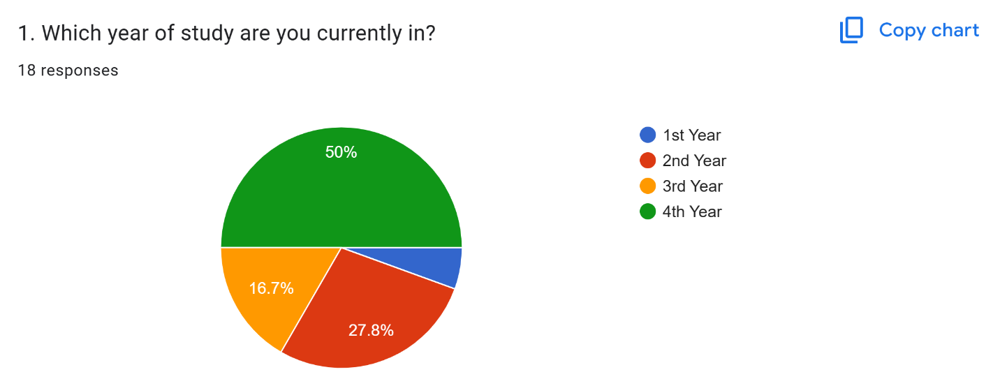 1. Which year of study are you currently in?
Copy chart
18 responses
50%
16.7%
27.8%
1st Year
2nd Year
3rd Year
4th Year